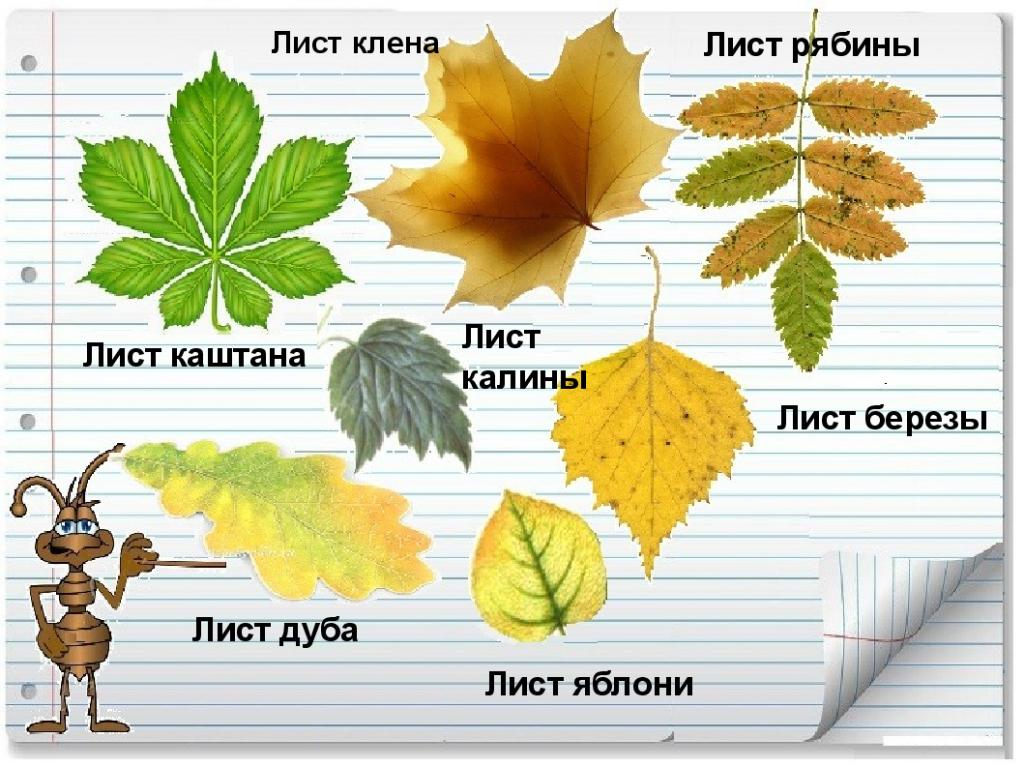 Лист клена
Лист рябины
Лист каштана
Лист
калины
Лист березы
Лист дуба
Лист яблони